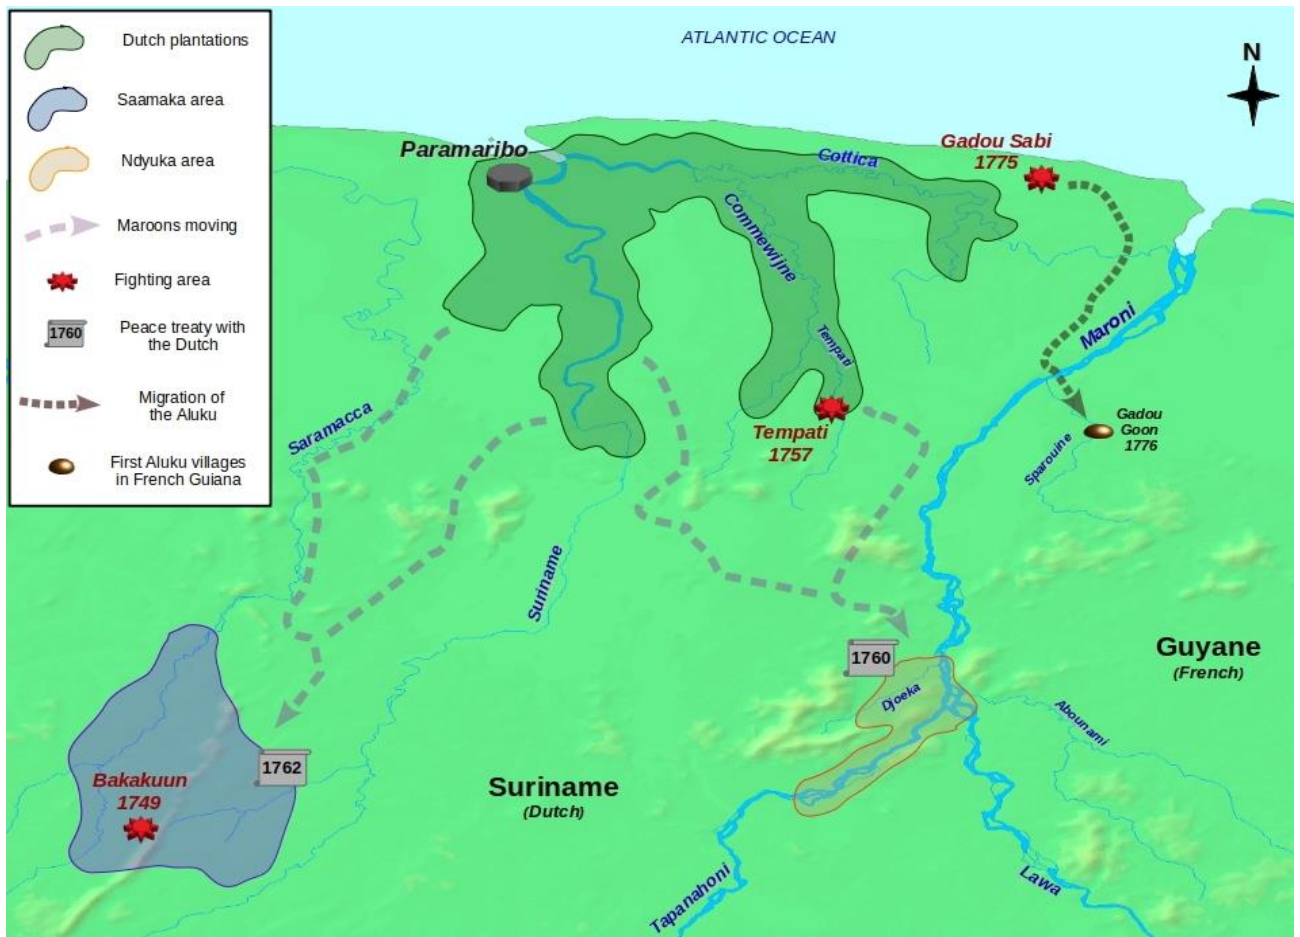 Dutch plantations
Saamaka area
Ndyuka area
Maroons moving
Fighting area
1760
Peace treaty with
the Dutch
Migration of
the Aluku
First Aluku villages
in French Guiana
ATLANTIC OCEAN
N
Paramaribo
Cottica
Gadou Sabi
1775
Commewijne
Tempati
Maroni
Saramacca
Tempati
1757
Gadou
Goon
1776
Sparouine
Suriname
1760
Guyane
(French)
Djoeka
Abounami
1762
Bakakuun
1749
Suriname
(Dutch)
Tapanahoni
Lawa